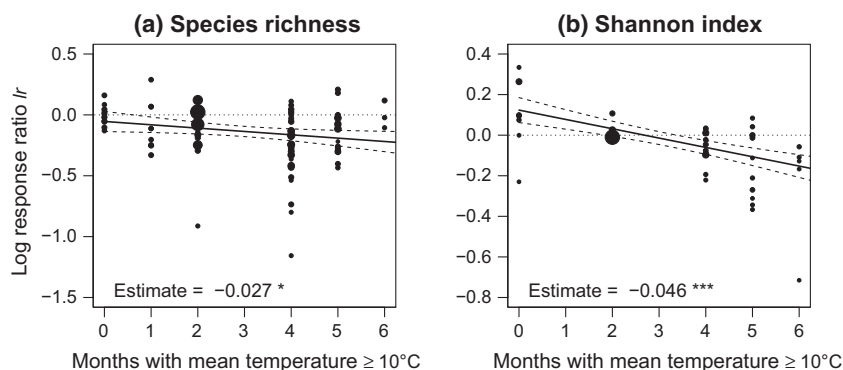 (a) Species richness
(b) Shannon index
Log response ratio lr
0.5
0.0
−0.5
−1.0
−1.5
Estimate = −0.027 *
0 1 2 3 4 5 6
Months with mean temperature ≥ 10°C
0.4
0.2
0.0
−0.2
−0.4
−0.6
−0.8
Estimate = −0.046 ***
0 1 2 3 4 5 6
Months with mean temperature ≥ 10°C